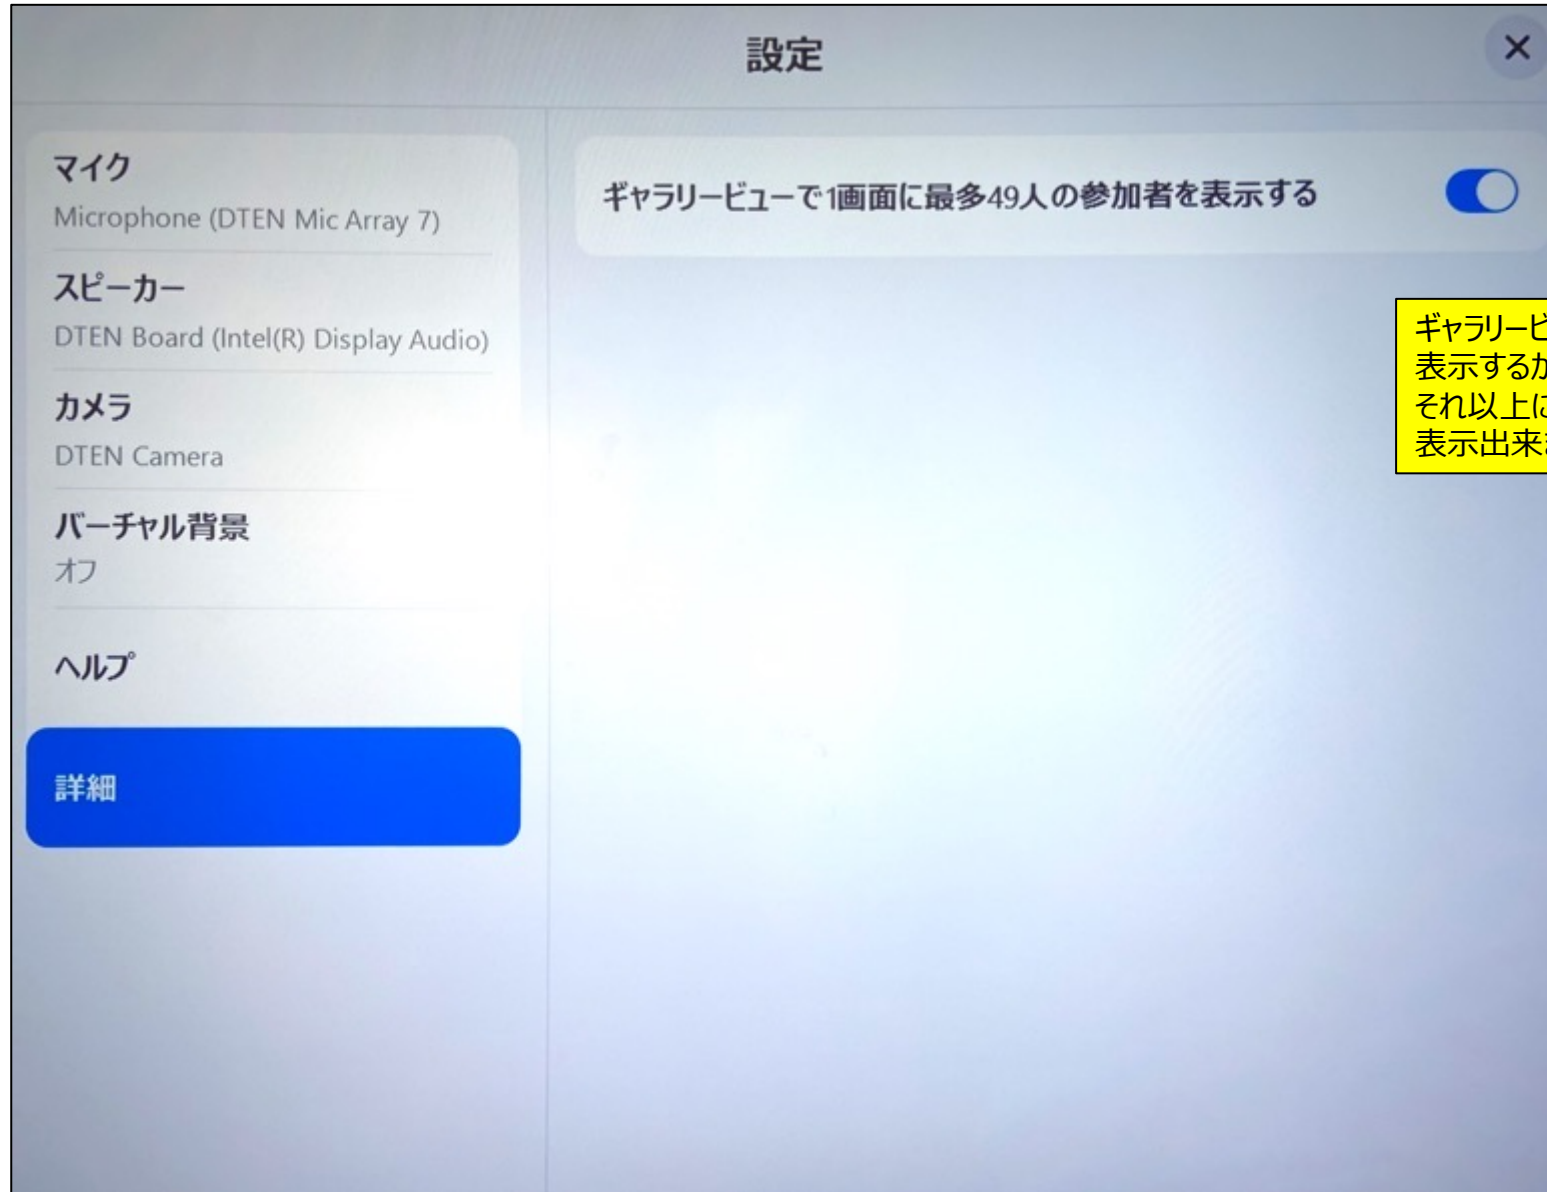 設定
マイク
Microphone (DTEN Mic Array 7)
スピーカー
DTEN Board (Intel(R) Display Audio)
カメラ
DTEN Camera
バーチャル背景
オフ
ヘルプ
詳細
ギャラリービューで1画面に最多49人の参加者を表示する
ギャラリービ
表示するか
それ以上に
表示出来